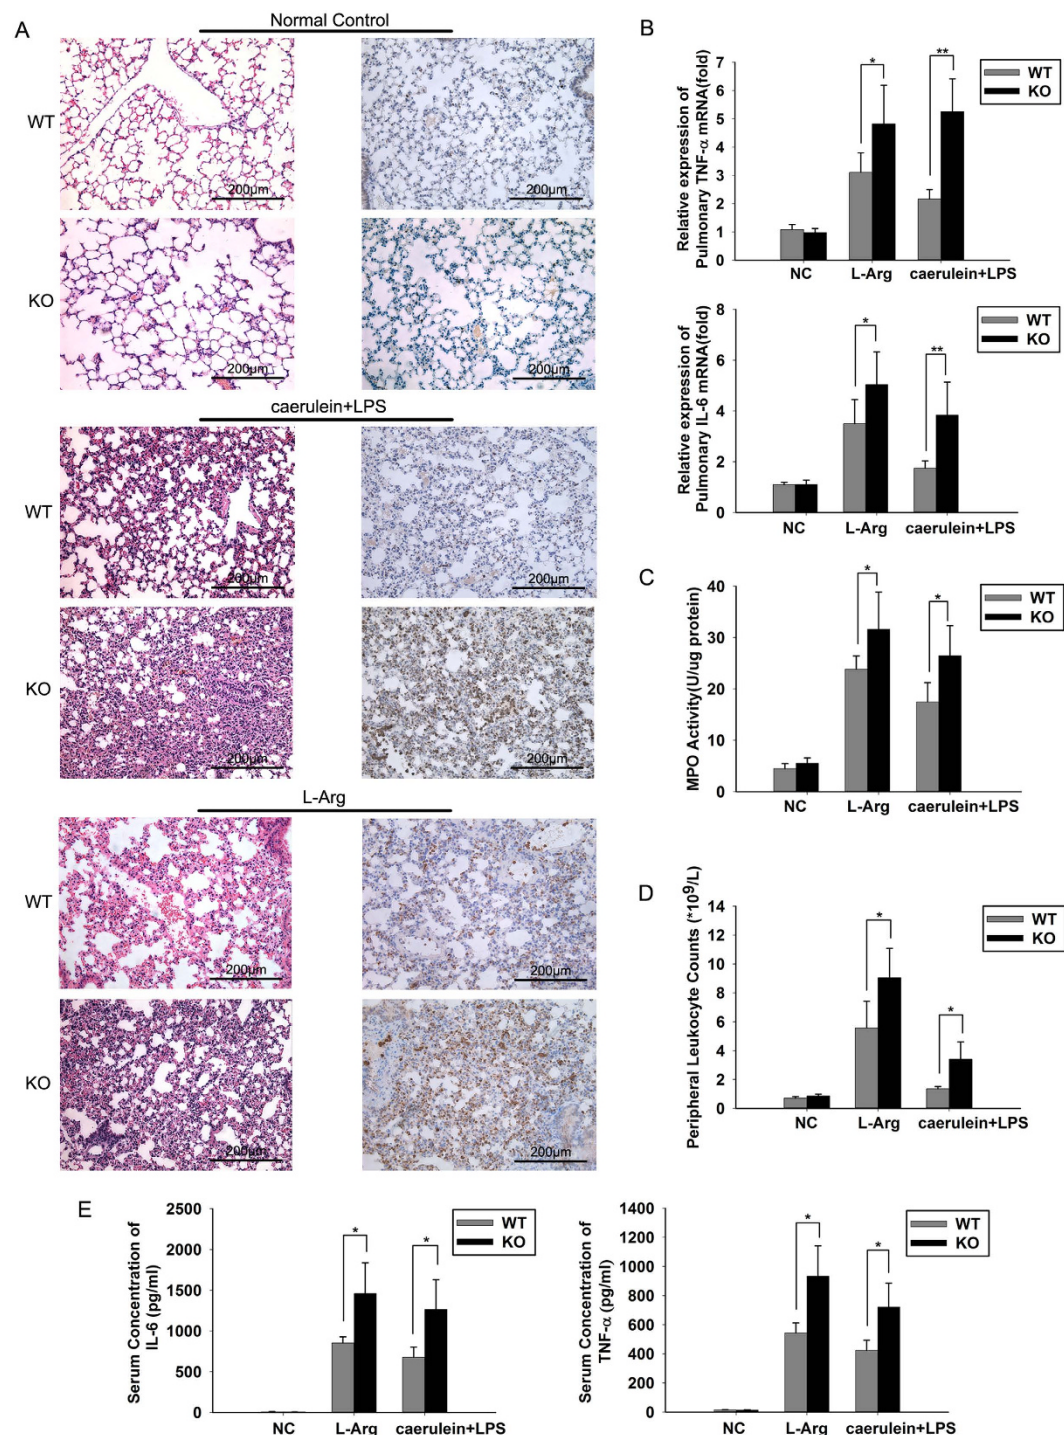 A
Normal Control
WT
200μm
200μm
KO
200μm
200μm
caerulein+LPS
WT
200μm
200μm
KO
200μm
200μm
L-Arg
WT
200μm
200μm
KO
200μm
200μm
B
Relative expression of
Pulmonary TNF-α mRNA(fold)
7
6
5
4
3
2
1
0
*
**
WT
KO
NC
L-Arg
caerulein+LPS
Relative expression of
Pulmonary IL-6 mRNA(fold)
8
6
4
2
0
*
**
WT
KO
NC
L-Arg
caerulein+LPS
C
MPO Activity(U/ug protein)
40
30
20
10
0
*
*
WT
KO
NC
L-Arg
caerulein+LPS
D
Peripheral Leukocyte Counts (*10⁹/L)
14
12
10
8
6
4
2
0
*
*
WT
KO
NC
L-Arg
caerulein+LPS
E
Serum Concentration of
IL-6 (pg/ml)
2500
2000
1500
1000
500
0
*
*
WT
KO
NC
L-Arg
caerulein+LPS
Serum Concentration of
TNF-α (pg/ml)
1400
1200
1000
800
600
400
200
0
*
*
WT
KO
NC
L-Arg
caerulein+LPS